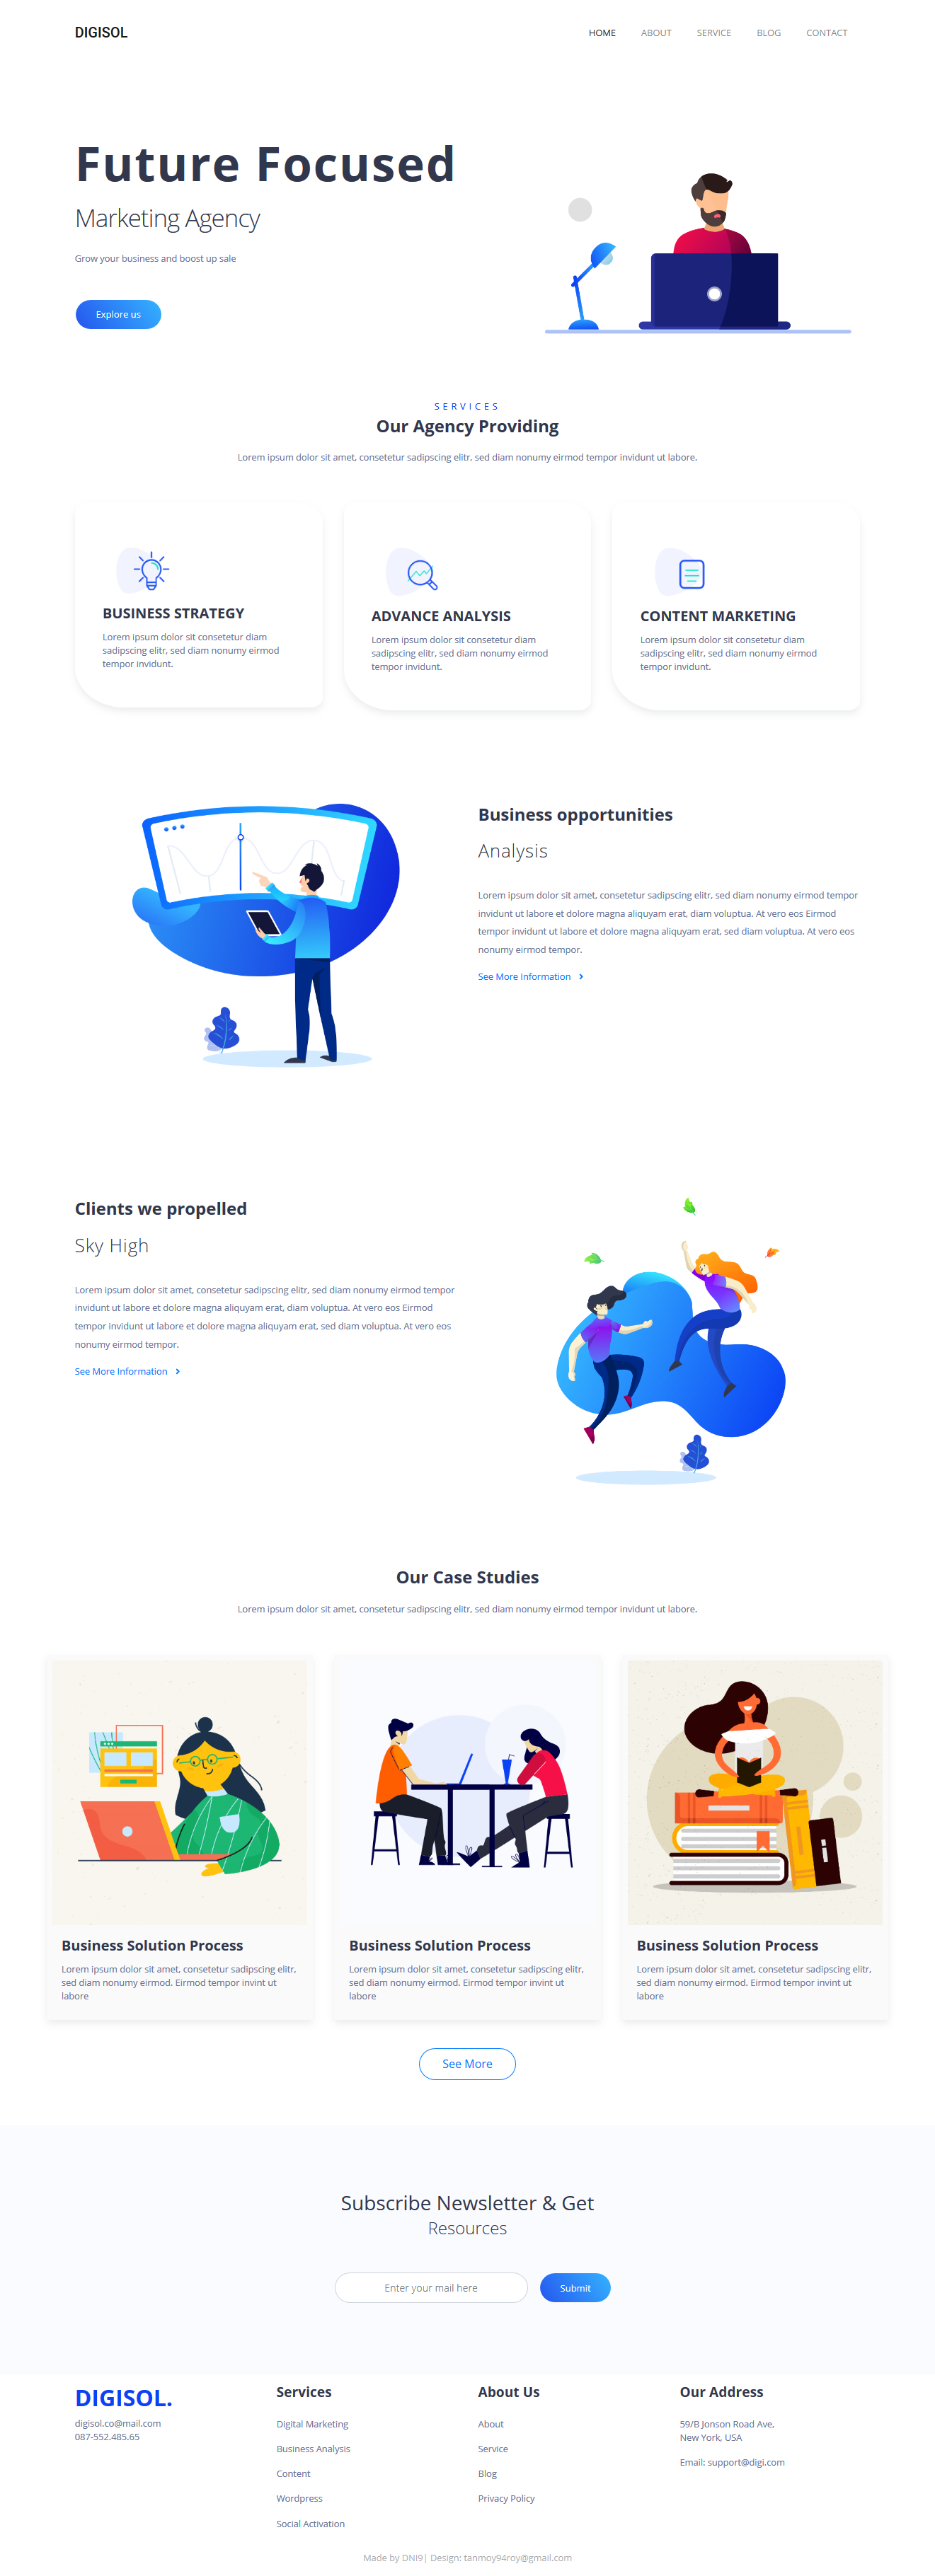 DIGISOL
HOME ABOUT SERVICE BLOG CONTACT
Future Focused
Marketing Agency
Grow your business and boost up sale
Explore us
SERVICES
Our Agency Providing
Lorem ipsum dolor sit amet, consetetur sadipscing elitr, sed diam nonumy eirmod tempor invidunt ut labore.
BUSINESS STRATEGY
Lorem ipsum dolor sit consetetur diam
sadipscing elitr, sed diam nonumy eirmod
tempor invidunt.
ADVANCE ANALYSIS
Lorem ipsum dolor sit consetetur diam
sadipscing elitr, sed diam nonumy eirmod
tempor invidunt.
CONTENT MARKETING
Lorem ipsum dolor sit consetetur diam
sadipscing elitr, sed diam nonumy eirmod
tempor invidunt.
Business opportunities
Analysis
Lorem ipsum dolor sit amet, consetetur sadipscing elitr, sed diam nonumy eirmod tempor
invidunt ut labore et dolore magna aliquyam erat, diam voluptua. At vero eos Eirmod
tempor invidunt ut labore et dolore magna aliquyam erat, sed diam voluptua. At vero eos
nonumy eirmod tempor.
See More Information
Clients we propelled
Sky High
Lorem ipsum dolor sit amet, consetetur sadipscing elitr, sed diam nonumy eirmod tempor
invidunt ut labore et dolore magna aliquyam erat, diam voluptua. At vero eos Eirmod
tempor invidunt ut labore et dolore magna aliquyam erat, sed diam voluptua. At vero eos
nonumy eirmod tempor.
See More Information
Our Case Studies
Lorem ipsum dolor sit amet, consetetur sadipscing elitr, sed diam nonumy eirmod tempor invidunt ut labore.
Business Solution Process
Lorem ipsum dolor sit amet, consetetur sadipscing elitr,
sed diam nonumy eirmod. Eirmod tempor invint ut
labore
Business Solution Process
Lorem ipsum dolor sit amet, consetetur sadipscing elitr,
sed diam nonumy eirmod. Eirmod tempor invint ut
labore
Business Solution Process
Lorem ipsum dolor sit amet, consetetur sadipscing elitr,
sed diam nonumy eirmod. Eirmod tempor invint ut
labore
See More
Subscribe Newsletter & Get
Resources
Enter your mail here
Submit
DIGISOL.
digisol.co@mail.com
087-552.485.65
Services
Digital Marketing
Business Analysis
Content
Wordpress
Social Activation
About Us
About
Service
Blog
Privacy Policy
Our Address
59/B Jonson Road Ave,
New York, USA
Email: support@digi.com
Made by DNI9| Design: tanmoy94roy@gmail.com